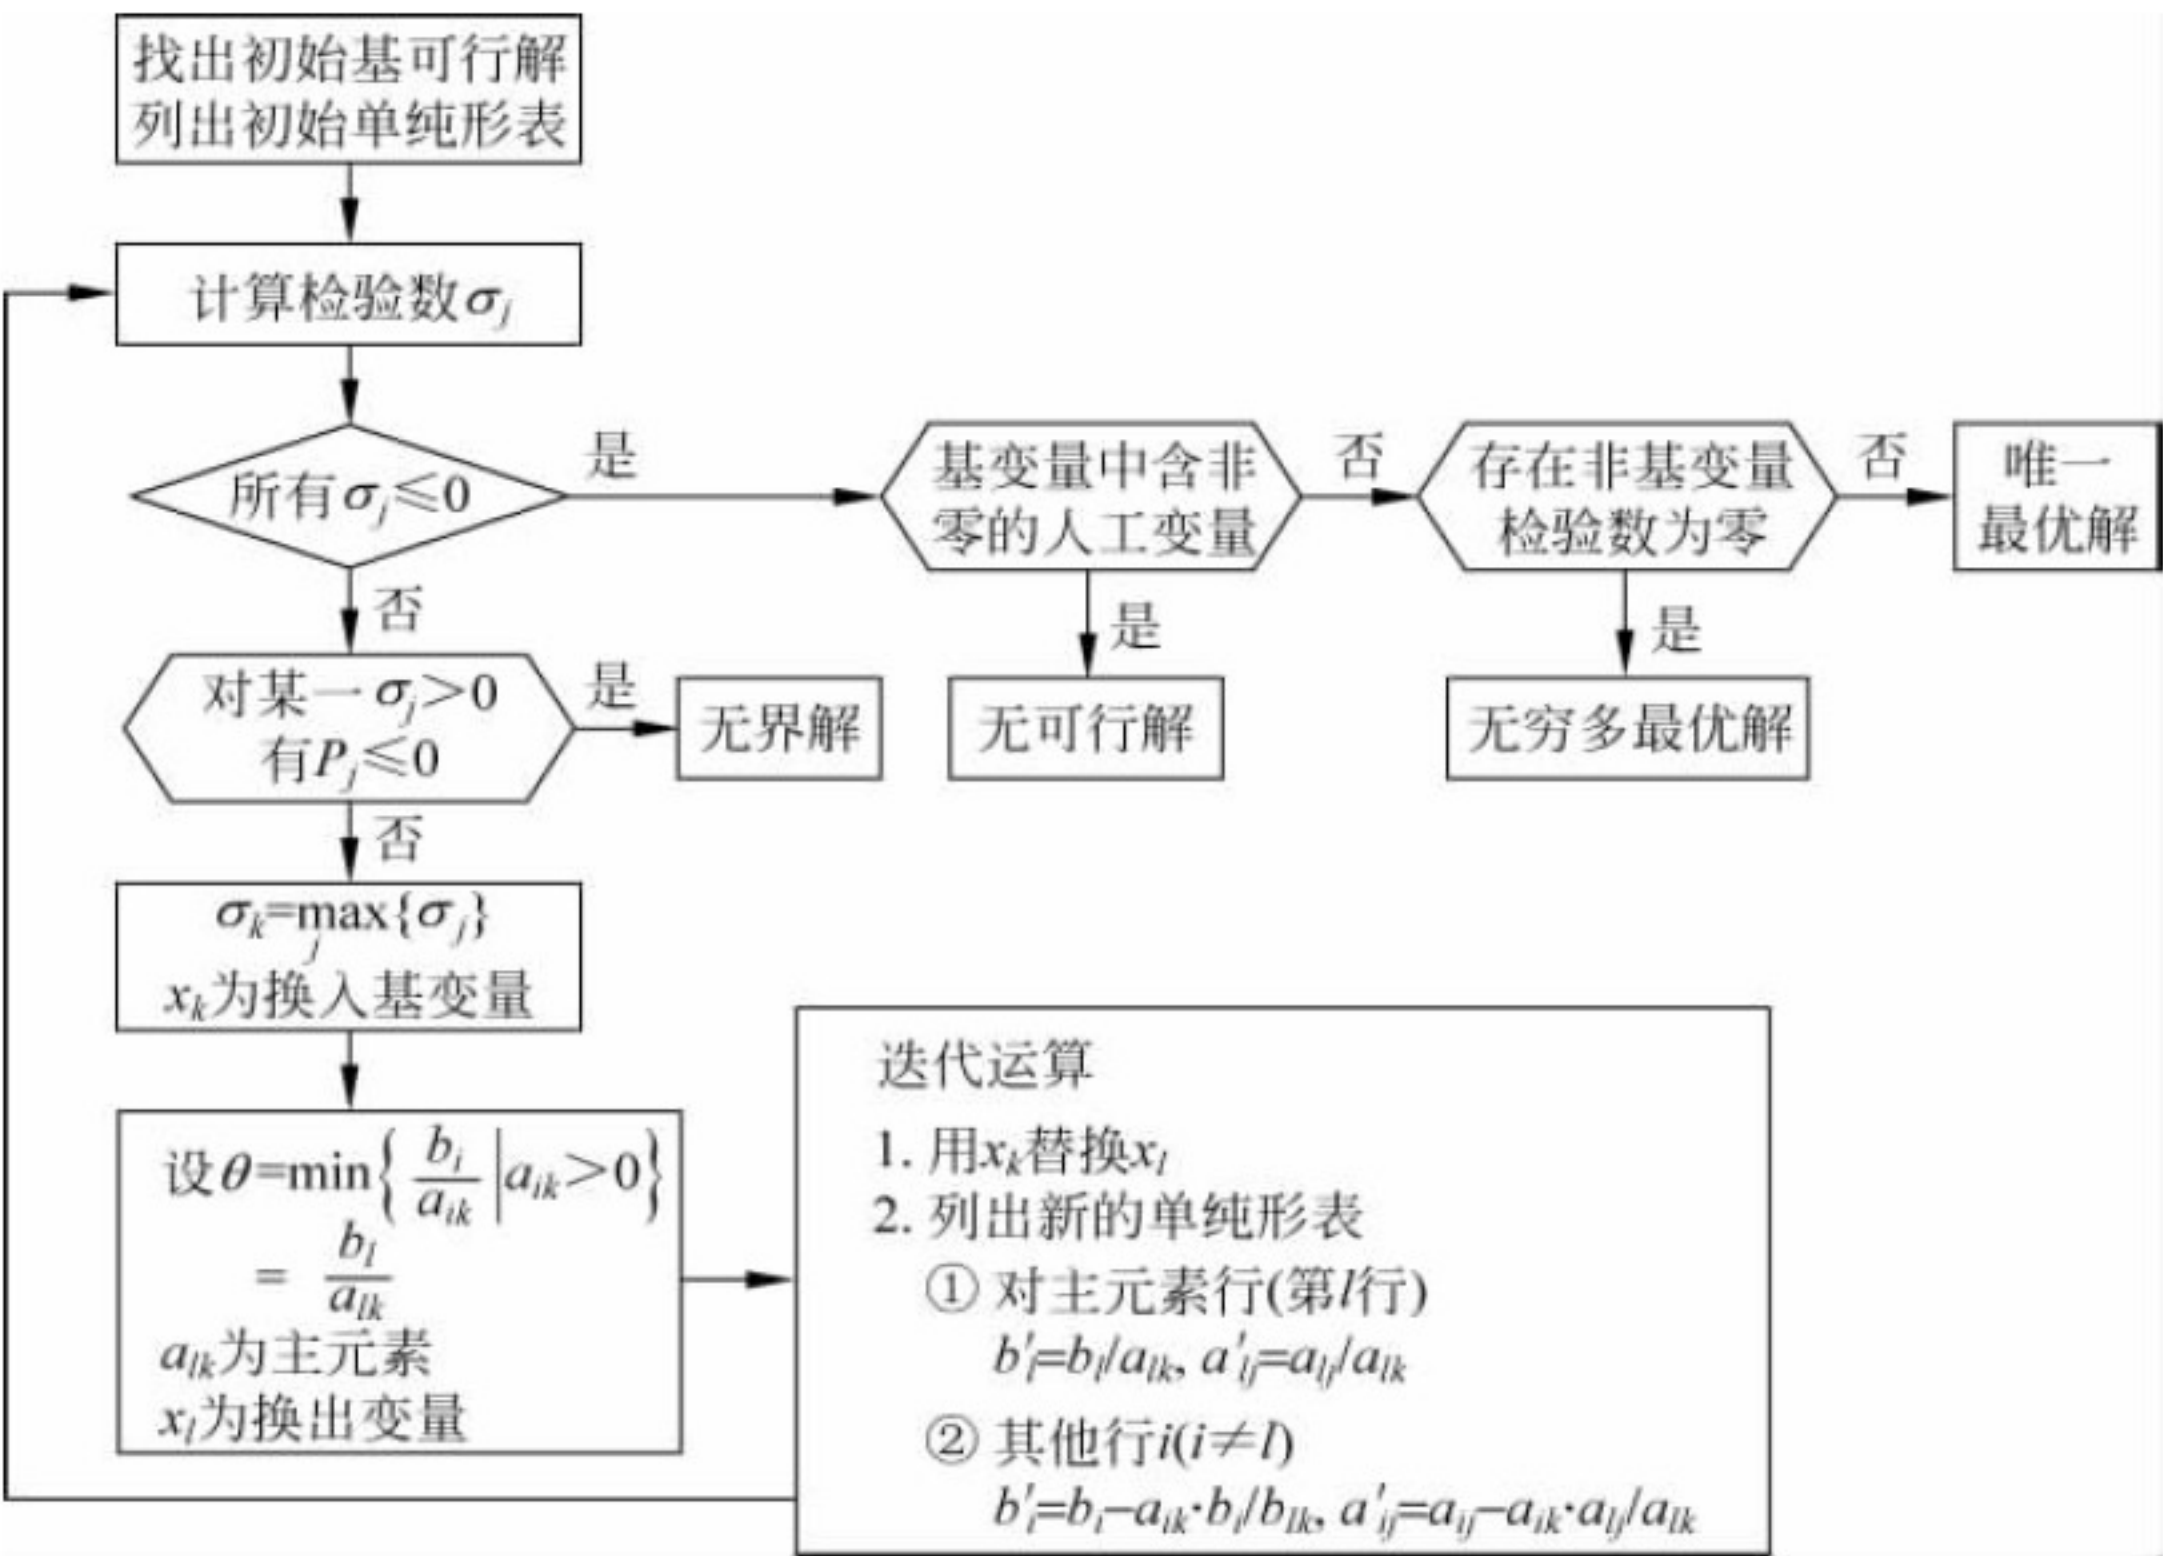 找出初始基可行解
列出初始单纯形表
计算检验数σⱼ
所有σⱼ≤0
是
基变量中含非
零的人工变量
否
存在非基变量
检验数为零
否
唯一
最优解
否
是
是
对某一σⱼ>0
有Pⱼ≤0
是
无界解
无可行解
无穷多最优解
否
σₖ=max{σⱼ}
j
xₖ为换入基变量
设θ=min{bᵢ/aᵢₖ|aᵢₖ>0}
=bₗ/aₗₖ
aₗₖ为主元素
xₗ为换出变量
迭代运算
1. 用xₖ替换xₗ
2. 列出新的单纯形表
① 对主元素行(第l行)
b′ₗ=bₗ/aₗₖ, a′ₗⱼ=aₗⱼ/aₗₖ
② 其他行i(i≠l)
b′ᵢ=bᵢ–aᵢₖ·bₗ/bₗₖ, a′ᵢⱼ=aᵢⱼ–aᵢₖ·aₗⱼ/aₗₖ